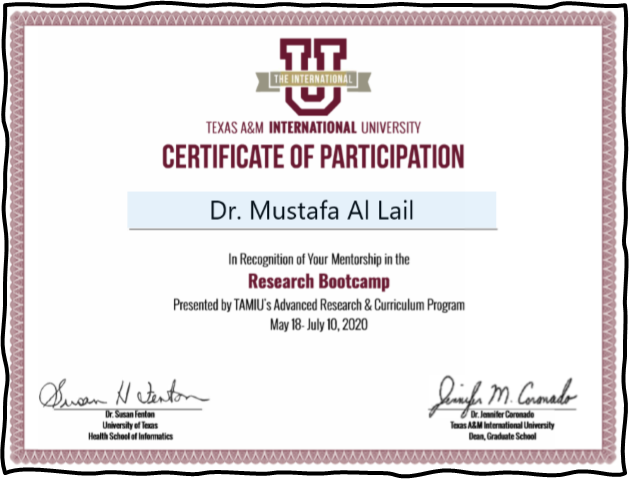 U
THE INTERNATIONAL
TEXAS A&M INTERNATIONAL UNIVERSITY
CERTIFICATE OF PARTICIPATION
Dr. Mustafa Al Lail
In Recognition of Your Mentorship in the
Research Bootcamp
Presented by TAMIU's Advanced Research & Curriculum Program
May 18- July 10, 2020
Susan H Fenton
Dr. Susan Fenton
University of Texas
Health School of Informatics
Jennifer M. Coronado
Dr. Jennifer Coronado
Texas A&M International University
Dean, Graduate School